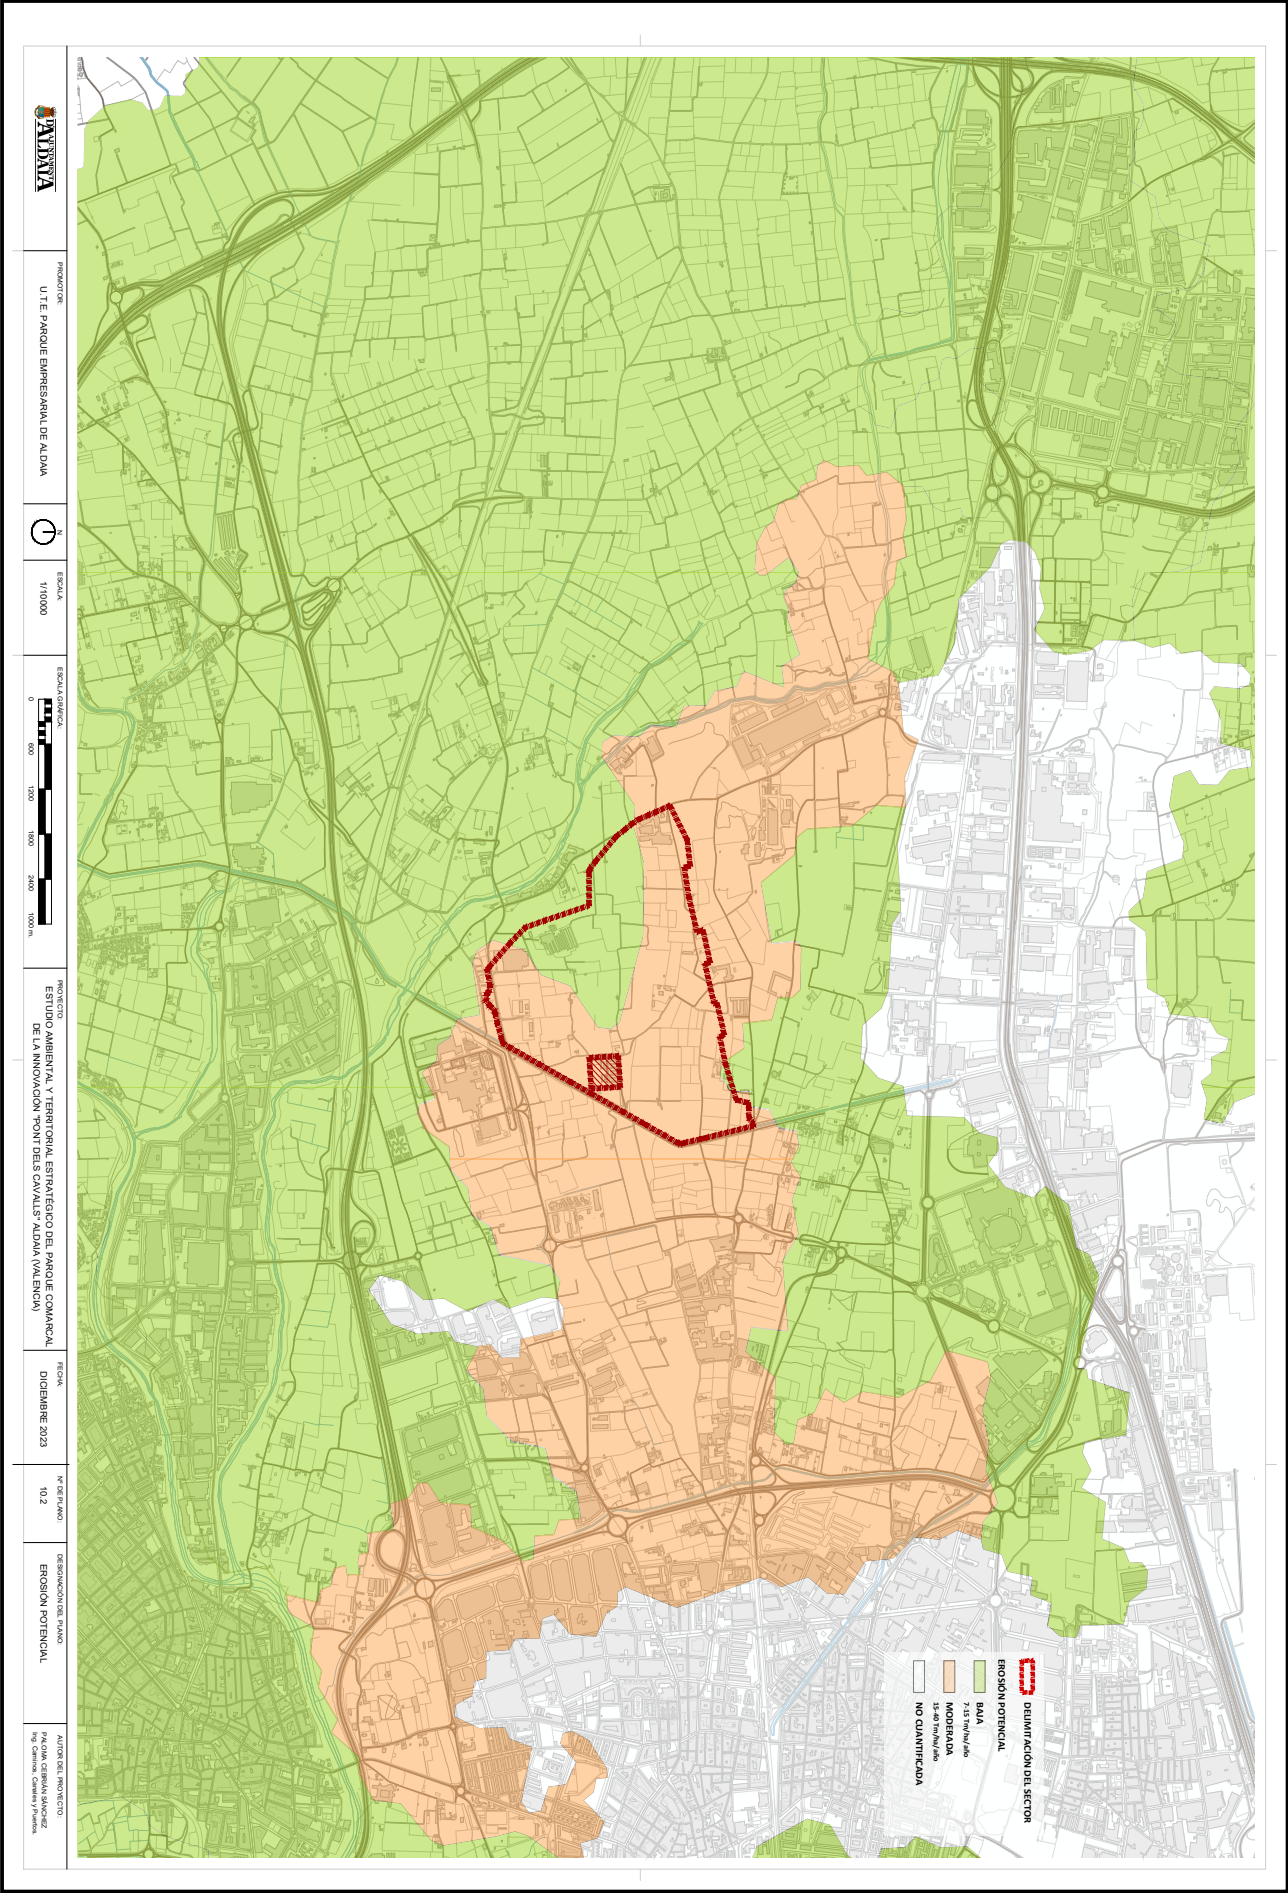 DELIMITACIÓN DEL SECTOR
EROSIÓN POTENCIAL
BAJA
7-15 Tm/ha/año
MODERADA
15-40 Tm/ha/año
NO CUANTIFICADA
AJUNTAMENT
D'ALDAIA
PROMOTOR:
U.T.E. PARQUE EMPRESARIAL DE ALDAIA
N
ESCALA:
1/10000
ESCALA GRÁFICA:
0 600 1200 1800 2400 1000 m.
PROYECTO:
ESTUDIO AMBIENTAL Y TERRITORIAL ESTRATÉGICO DEL PARQUE COMARCAL
DE LA INNOVACIÓN "PONT DELS CAVALLS" ALDAIA (VALENCIA)
FECHA:
DICIEMBRE 2023
Nº DE PLANO:
10.2
DESIGNACIÓN DEL PLANO:
EROSIÓN POTENCIAL
AUTOR DEL PROYECTO:
PALOMA CEBRIÁN SÁNCHEZ
Ing. Caminos, Canales y Puertos.